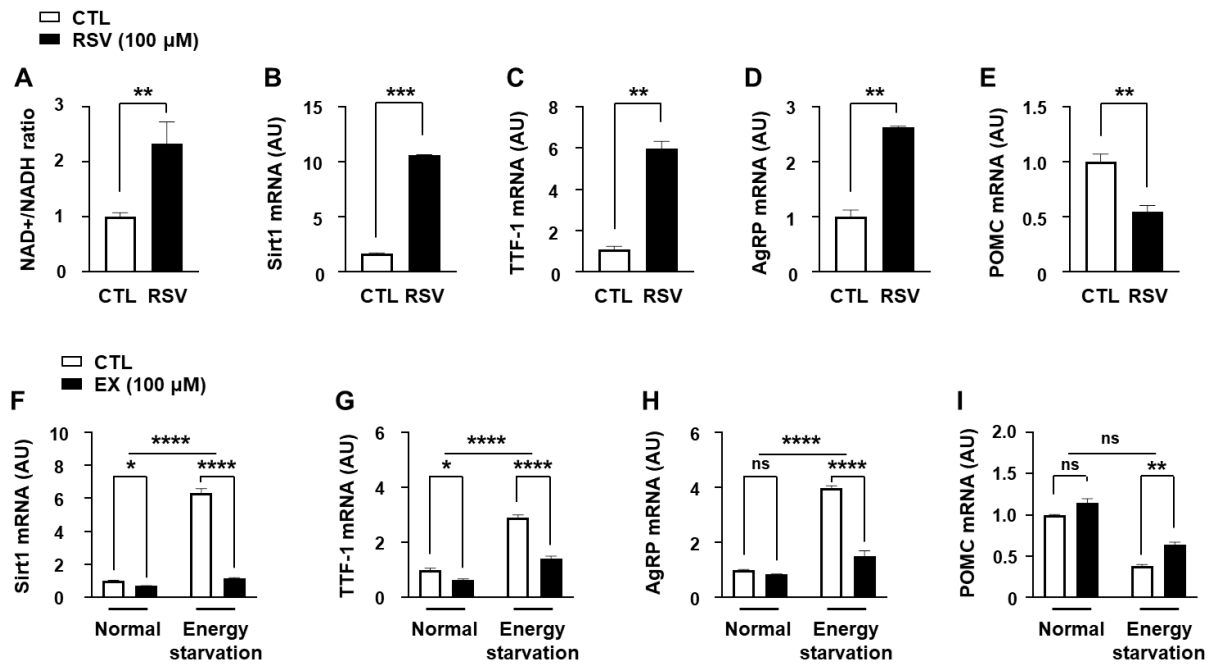 CTL
RSV (100 µM)
A
NAD+/NADH ratio
3
2
1
0
**
CTL RSV
B
Sirt1 mRNA (AU)
15
10
5
0
***
CTL RSV
C
TTF-1 mRNA (AU)
8
6
4
2
0
**
CTL RSV
D
AgRP mRNA (AU)
3
2
1
0
**
CTL RSV
E
POMC mRNA (AU)
1.5
1.0
0.5
0
**
CTL RSV
CTL
EX (100 µM)
F
Sirt1 mRNA (AU)
10
8
6
4
2
0
****
*
****
Normal
Energy
starvation
G
TTF-1 mRNA (AU)
6
4
2
0
****
*
****
Normal
Energy
starvation
H
AgRP mRNA (AU)
6
4
2
0
****
ns
****
Normal
Energy
starvation
I
POMC mRNA (AU)
2.0
1.5
1.0
0.5
0.0
ns
ns
**
Normal
Energy
starvation